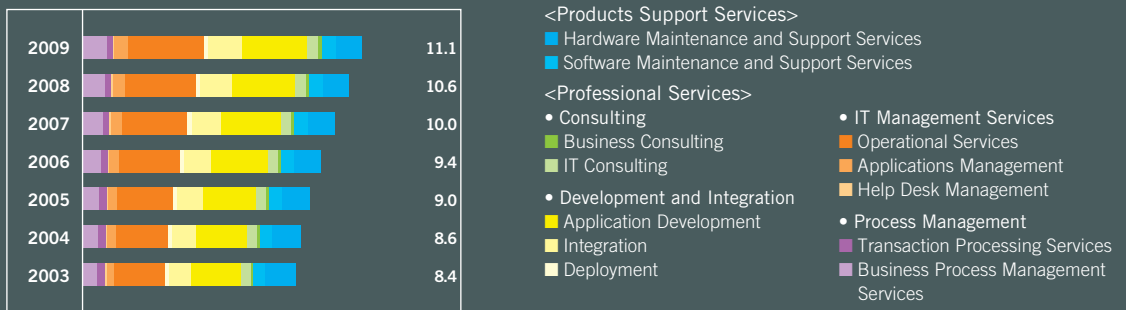 2009 11.1
2008 10.6
2007 10.0
2006 9.4
2005 9.0
2004 8.6
2003 8.4
<Products Support Services>
Hardware Maintenance and Support Services
Software Maintenance and Support Services
<Professional Services>
• Consulting
Business Consulting
IT Consulting
• Development and Integration
Application Development
Integration
Deployment
• IT Management Services
Operational Services
Applications Management
Help Desk Management
• Process Management
Transaction Processing Services
Business Process Management
Services